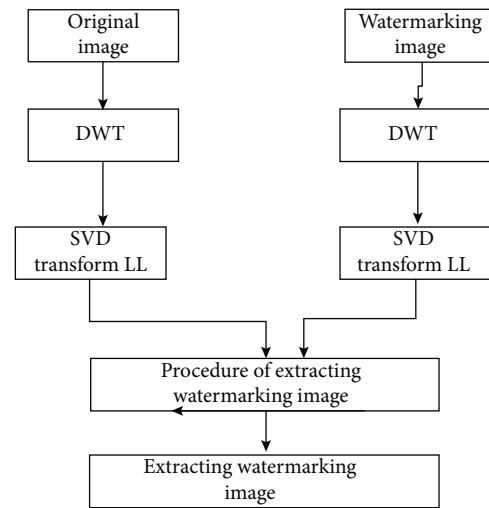 Original
image
Watermarking
image
DWT
DWT
SVD
transform LL
SVD
transform LL
Procedure of extracting
watermarking image
Extracting watermarking
image